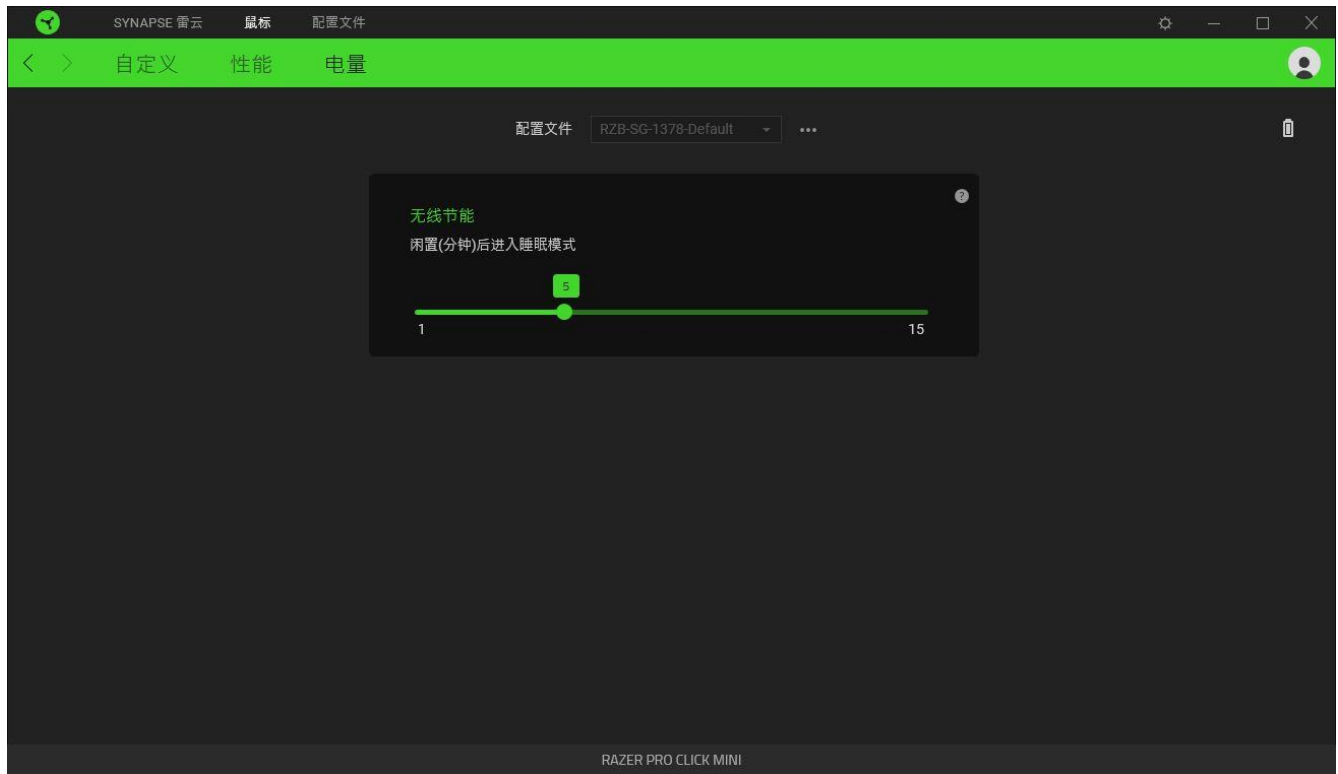 SYNAPSE 雷云 鼠标 配置文件
自定义 性能 电量
配置文件 RZB-SG-1378-Default
无线节能
闲置(分钟)后进入睡眠模式
5
1 15
RAZER PRO CLICK MINI